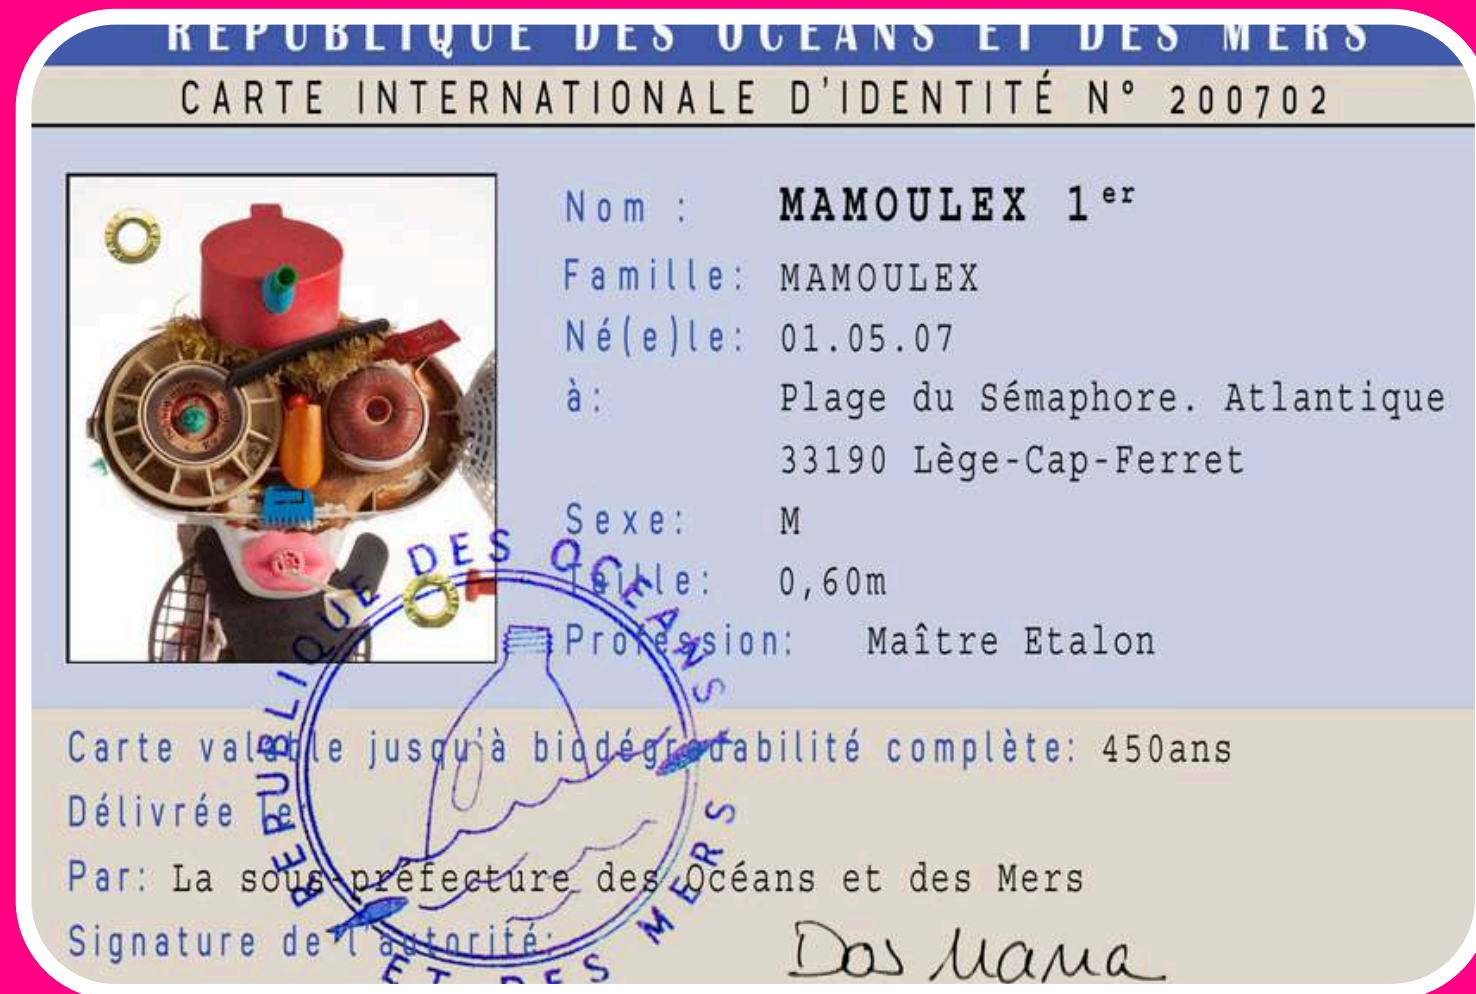 REPUBLIQUE DES OCEANS ET DES MERS
CARTE INTERNATIONALE D'IDENTITÉ N° 200702
Nom : MAMOULEX 1er
Famille: MAMOULEX
Né(e)le: 01.05.07
à: Plage du Sémaphore. Atlantique
33190 Lège-Cap-Ferret
Sexe: M
Taille: 0,60m
Profession: Maître Etalon
Carte valable jusqu'à biodégradabilité complète: 450ans
Délivrée le
Par: La sous-préfecture des Océans et des Mers
Signature de l'autorité:
Dos Mama
REPUBLIQUE DES OCEANS ET DES MERS